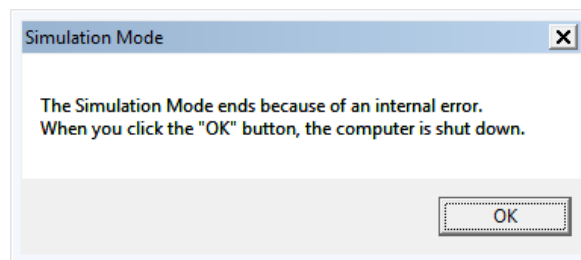 Simulation Mode
The Simulation Mode ends because of an internal error.
When you click the "OK" button, the computer is shut down.
OK